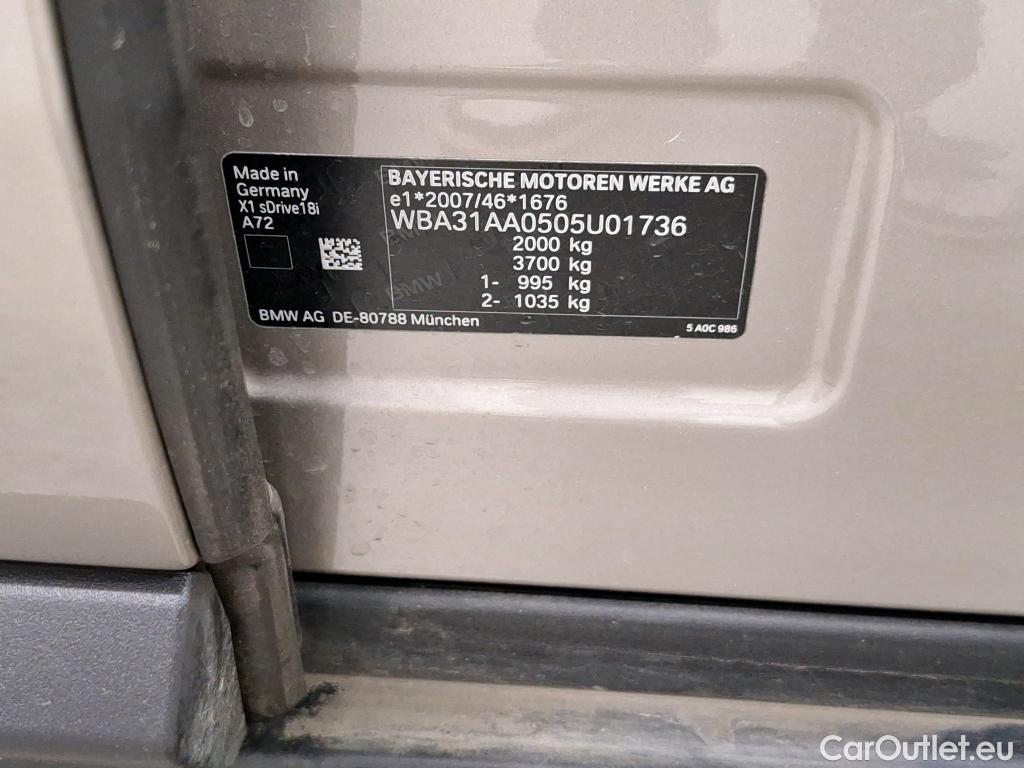 Made in
Germany
X1 sDrive18i
A72
BAYERISCHE MOTOREN WERKE AG
e1*2007/46*1676
WBA31AA0505U01736
2000 kg
3700 kg
1- 995 kg
2- 1035 kg
BMW AG DE-80788 München
5 A0C 986
CarOutlet.eu